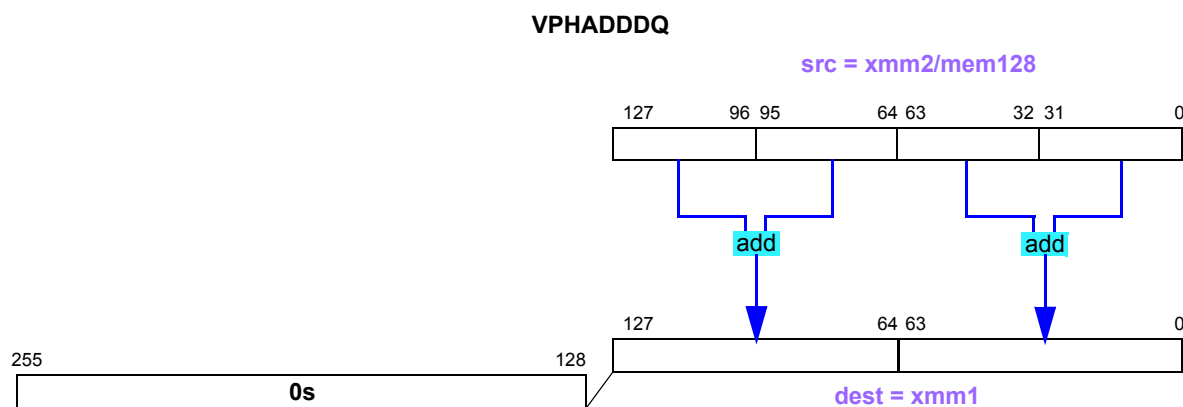 VPHADDDQ
src = xmm2/mem128
127 96 95 64 63 32 31 0
add add
127 64 63 0
255 128
0s
dest = xmm1